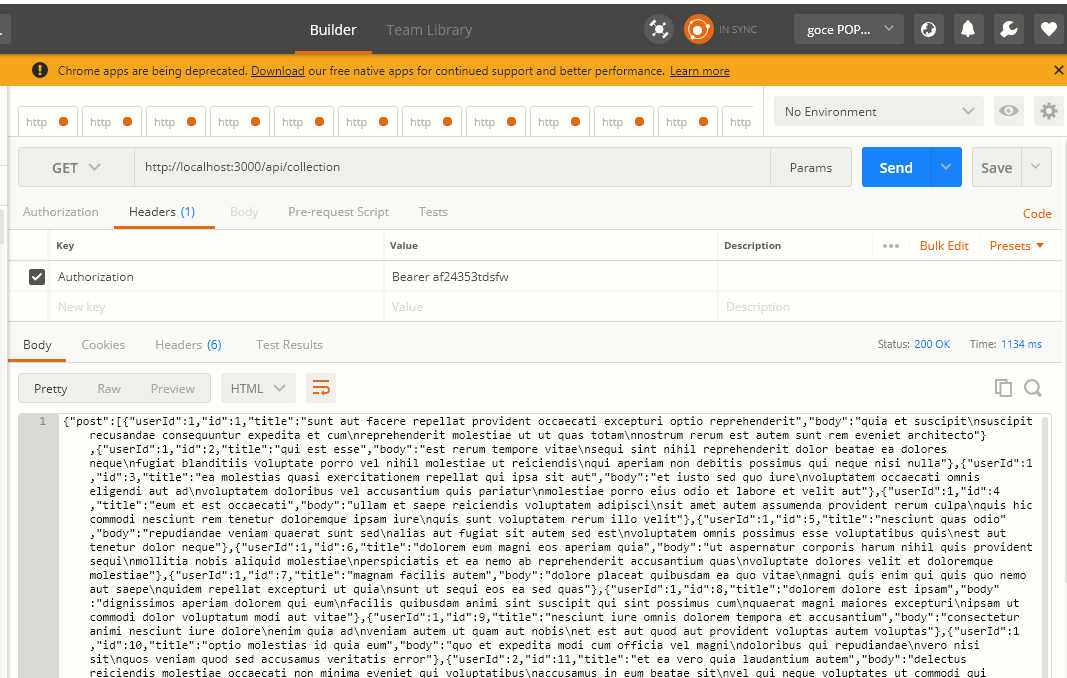 Builder Team Library IN SYNC goce POP...
Chrome apps are being deprecated. Download our free native apps for continued support and better performance. Learn more
http http http http http http http http http http http http No Environment
GET http://localhost:3000/api/collection Params Send Save
Authorization Headers (1) Body Pre-request Script Tests Code
Key Value Description ••• Bulk Edit Presets
Authorization Bearer af24353tdsfw
New key Value Description
Body Cookies Headers (6) Test Results Status: 200 OK Time: 1134 ms
Pretty Raw Preview HTML
1 {"post":[{"userId":1,"id":1,"title":"sunt aut facere repellat provident occaecati excepturi optio reprehenderit","body":"quia et suscipit\nsuscipit
recusandae consequuntur expedita et cum\nreprehenderit molestiae ut ut quas totam\nnostrum rerum est autem sunt rem eveniet architecto"}
,{"userId":1,"id":2,"title":"qui est esse","body":"est rerum tempore vitae\nsequi sint nihil reprehenderit dolor beatae ea dolores
neque\nfugiat blanditiis voluptate porro vel nihil molestiae ut reiciendis\nqui aperiam non debitis possimus qui neque nisi nulla"},{"userId":1
,"id":3,"title":"ea molestias quasi exercitationem repellat qui ipsa sit aut","body":"et iusto sed quo iure\nvoluptatem occaecati omnis
eligendi aut ad\nvoluptatem doloribus vel accusantium quis pariatur\nmolestiae porro eius odio et labore et velit aut"},{"userId":1,"id":4
,"title":"eum et est occaecati","body":"ullam et saepe reiciendis voluptatem adipisci\nsit amet autem assumenda provident rerum culpa\nquis hic
commodi nesciunt rem tenetur doloremque ipsam iure\nquis sunt voluptatem rerum illo velit"},{"userId":1,"id":5,"title":"nesciunt quas odio"
,"body":"repudiandae veniam quaerat sunt sed\nalias aut fugiat sit autem sed est\nvoluptatem omnis possimus esse voluptatibus quis\nest aut
tenetur dolor neque"},{"userId":1,"id":6,"title":"dolorem eum magni eos aperiam quia","body":"ut aspernatur corporis harum nihil quis provident
sequi\nmollitia nobis aliquid molestiae\nperspiciatis et ea nemo ab reprehenderit accusantium quas\nvoluptate dolores velit et doloremque
molestiae"},{"userId":1,"id":7,"title":"magnam facilis autem","body":"dolore placeat quibusdam ea quo vitae\nmagni quis enim qui quis quo nemo
aut saepe\nquidem repellat excepturi ut quia\nsunt ut sequi eos ea sed quas"},{"userId":1,"id":8,"title":"dolorem dolore est ipsam","body"
:"dignissimos aperiam dolorem qui eum\nfacilis quibusdam animi sint suscipit qui sint possimus cum\nquaerat magni maiores excepturi\nipsam ut
commodi dolor voluptatum modi aut vitae"},{"userId":1,"id":9,"title":"nesciunt iure omnis dolorem tempora et accusantium","body":"consectetur
animi nesciunt iure dolore\nenim quia ad\nveniam autem ut quam aut nobis\net est aut quod aut provident voluptas autem voluptas"},{"userId":1
,"id":10,"title":"optio molestias id quia eum","body":"quo et expedita modi cum officia vel magni\ndoloribus qui repudiandae\nvero nisi
sit\nquos veniam quod sed accusamus veritatis error"},{"userId":2,"id":11,"title":"et ea vero quia laudantium autem","body":"delectus
reiciendis molestiae occaecati non minima eveniet qui voluptatibus\naccusamus in eum beatae sit\nvel qui neque voluptates ut commodi qui